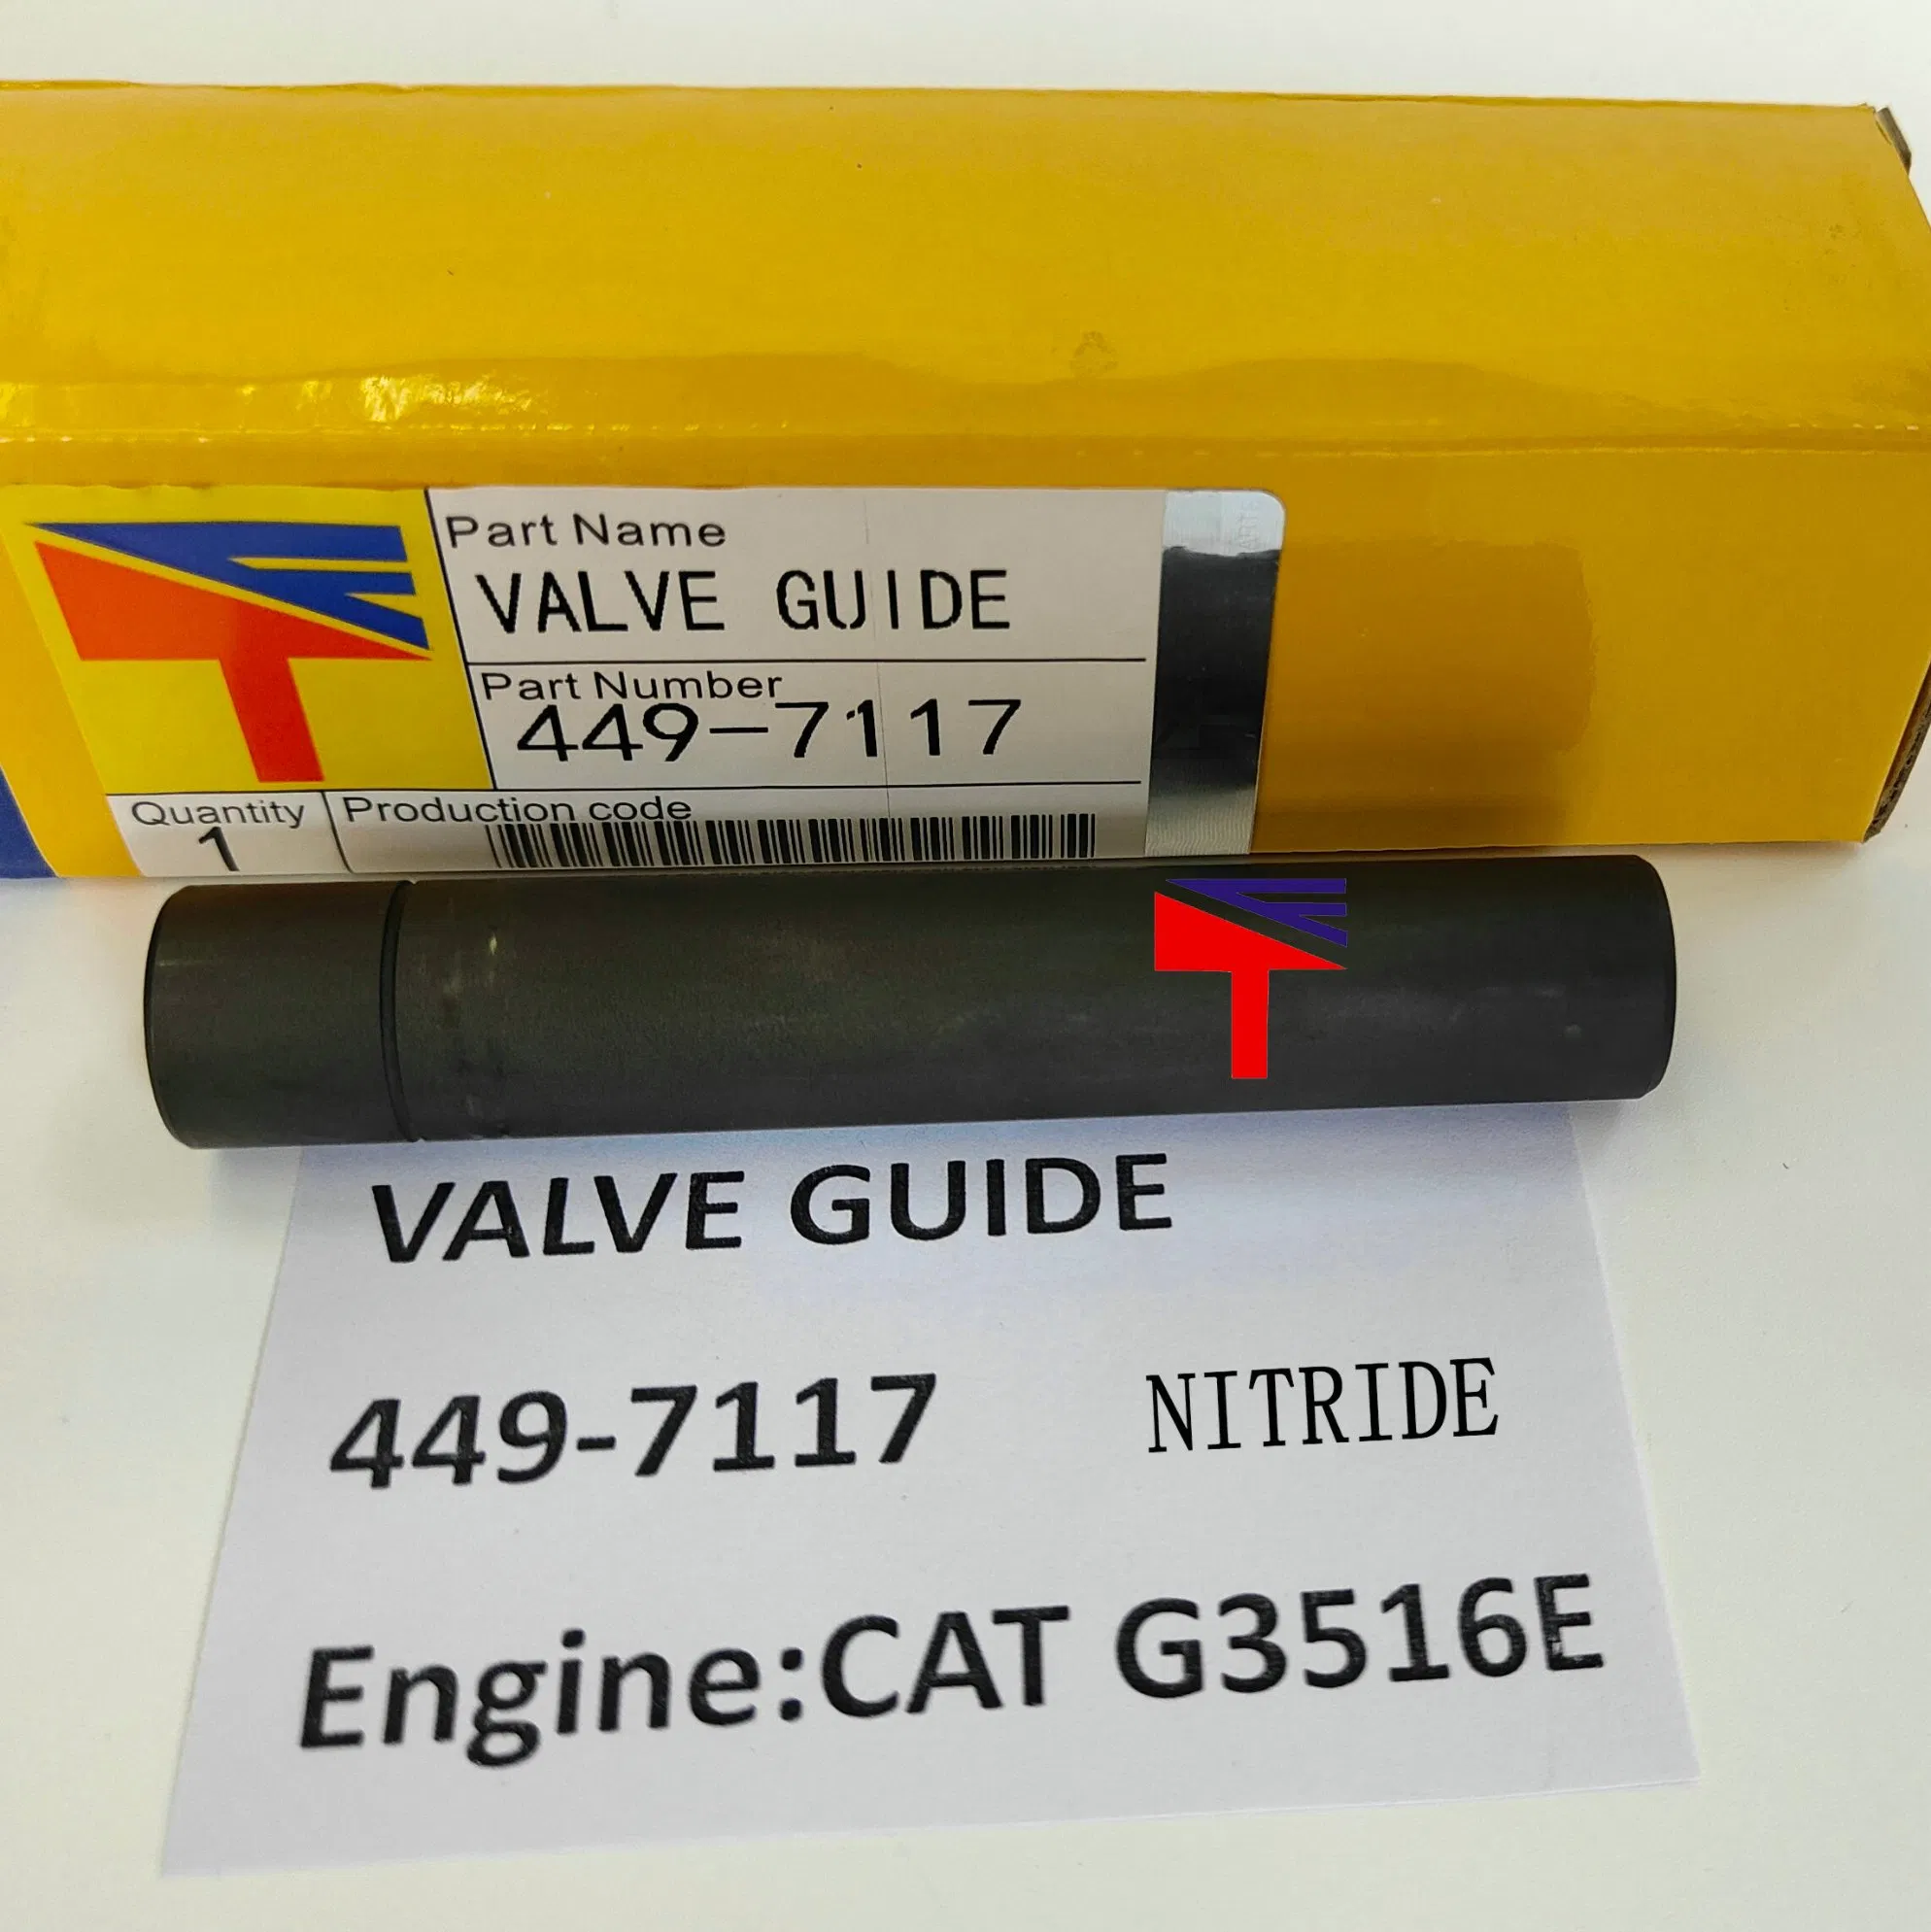 Part Name
VALVE GUIDE
Part Number
449-7117
Quantity
1
Production code
VALVE GUIDE
449-7117 NITRIDE
Engine:CAT G3516E